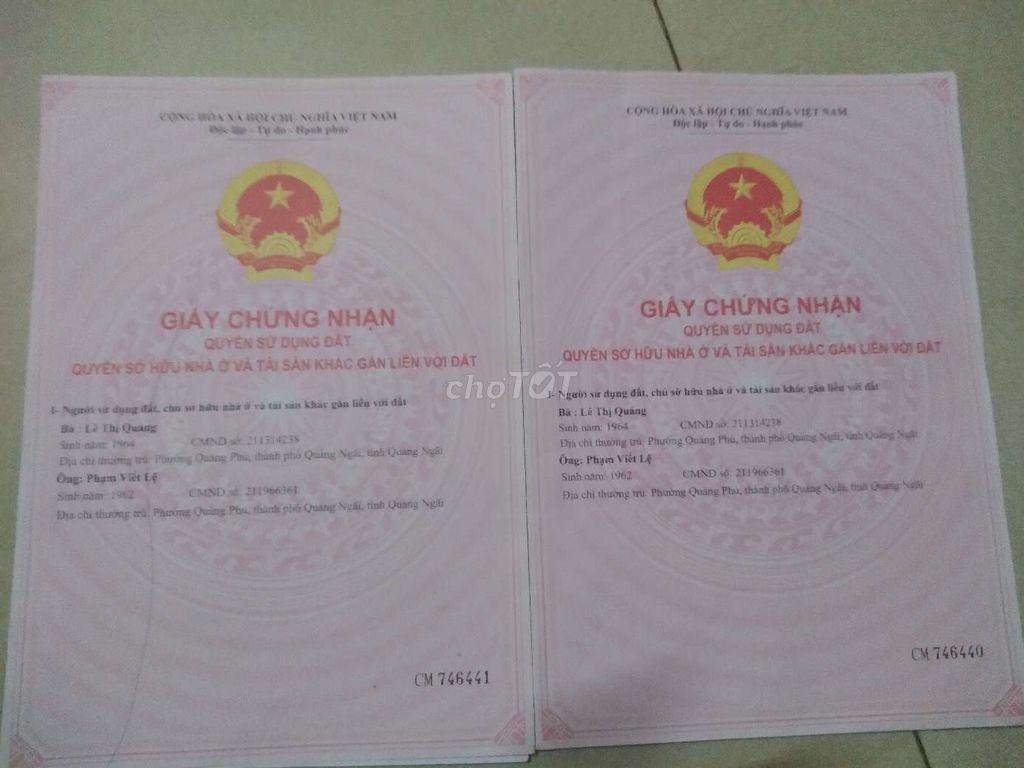 CỘNG HÒA XÃ HỘI CHỦ NGHĨA VIỆT NAM
Độc lập - Tự do - Hạnh phúc
GIẤY CHỨNG NHẬN
QUYỀN SỬ DỤNG ĐẤT
QUYỀN SỞ HỮU NHÀ Ở VÀ TÀI SẢN KHÁC GẮN LIỀN VỚI ĐẤT
I- Người sử dụng đất, chủ sở hữu nhà ở và tài sản khác gắn liền với đất
Bà : Lê Thị Quảng
Sinh năm: 1964 CMND số: 211314238
Địa chỉ thường trú: Phường Quảng Phú, thành phố Quảng Ngãi, tỉnh Quảng Ngãi
Ông: Phạm Viết Lệ
Sinh năm: 1962 CMND số: 211966361
Địa chỉ thường trú: Phường Quảng Phú, thành phố Quảng Ngãi, tỉnh Quảng Ngãi
CM 746441
CỘNG HÒA XÃ HỘI CHỦ NGHĨA VIỆT NAM
Độc lập - Tự do - Hạnh phúc
GIẤY CHỨNG NHẬN
QUYỀN SỬ DỤNG ĐẤT
QUYỀN SỞ HỮU NHÀ Ở VÀ TÀI SẢN KHÁC GẮN LIỀN VỚI ĐẤT
I- Người sử dụng đất, chủ sở hữu nhà ở và tài sản khác gắn liền với đất
Bà : Lê Thị Quảng
Sinh năm: 1964 CMND số: 211314238
Địa chỉ thường trú: Phường Quảng Phú, thành phố Quảng Ngãi, tỉnh Quảng Ngãi
Ông: Phạm Viết Lệ
Sinh năm: 1962 CMND số: 211966361
Địa chỉ thường trú: Phường Quảng Phú, thành phố Quảng Ngãi, tỉnh Quảng Ngãi
CM 746440
chợTỐT